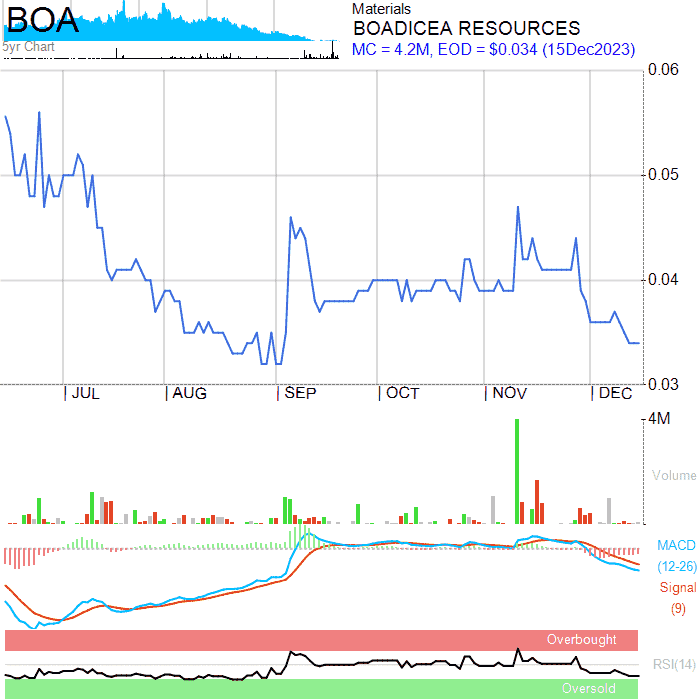 BOA
5yr Chart
Materials
BOADICEA RESOURCES
MC = 4.2M, EOD = $0.034 (15Dec2023)
0.06
0.05
0.04
0.03
JUL AUG SEP OCT NOV DEC
4M
Volume
MACD
(12-26)
Signal
(9)
Overbought
RSI(14)
Oversold